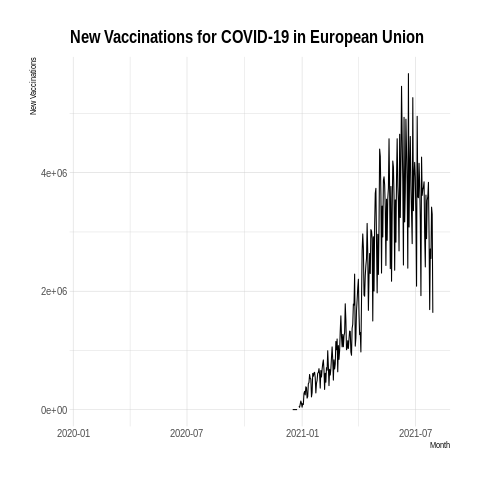 New Vaccinations for COVID-19 in European Union
New Vaccinations
4e+06
2e+06
0e+00
2020-01
2020-07
2021-01
2021-07
Month